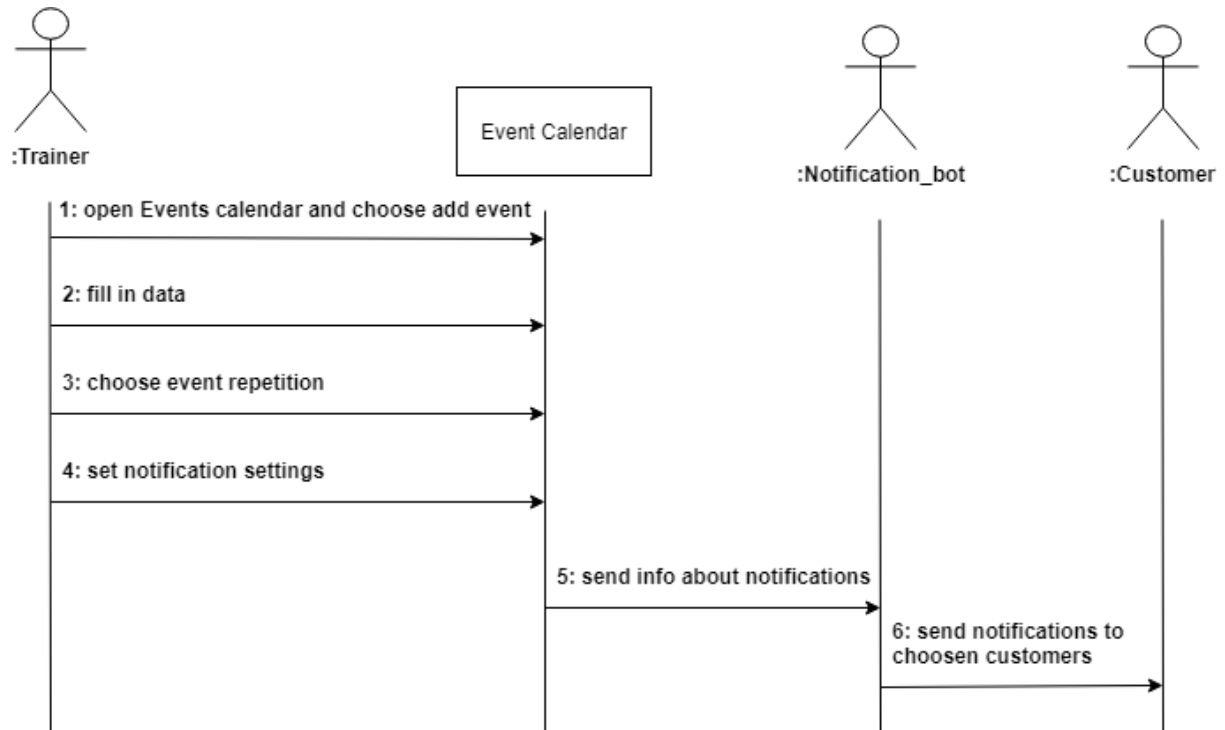 Event Calendar
:Trainer
:Notification_bot
:Customer
1: open Events calendar and choose add event
2: fill in data
3: choose event repetition
4: set notification settings
5: send info about notifications
6: send notifications to
choosen customers